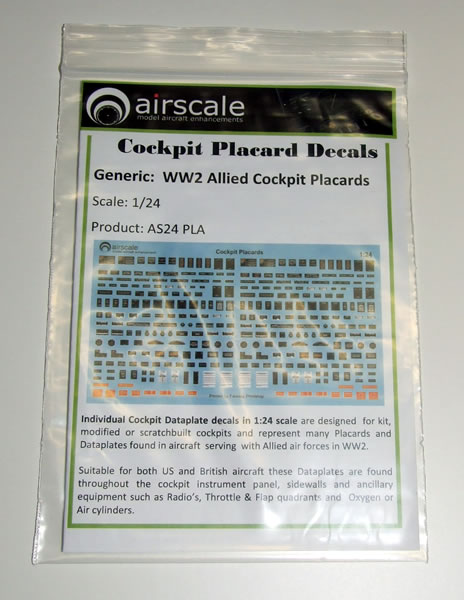 airscale
model aircraft enhancements
Cockpit Placard Decals
Generic: WW2 Allied Cockpit Placards
Scale: 1/24
Product: AS24 PLA
airscale
Cockpit Placards
1:24
Individual Cockpit Dataplate decals in 1:24 scale are designed for kit,
modified or scratchbuilt cockpits and represent many Placards and
Dataplates found in aircraft serving with Allied air forces in WW2.
Suitable for both US and British aircraft these Dataplates are found
throughout the cockpit instrument panel, sidewalls and ancillary
equipment such as Radio's, Throttle & Flap quadrants and Oxygen or
Air cylinders.